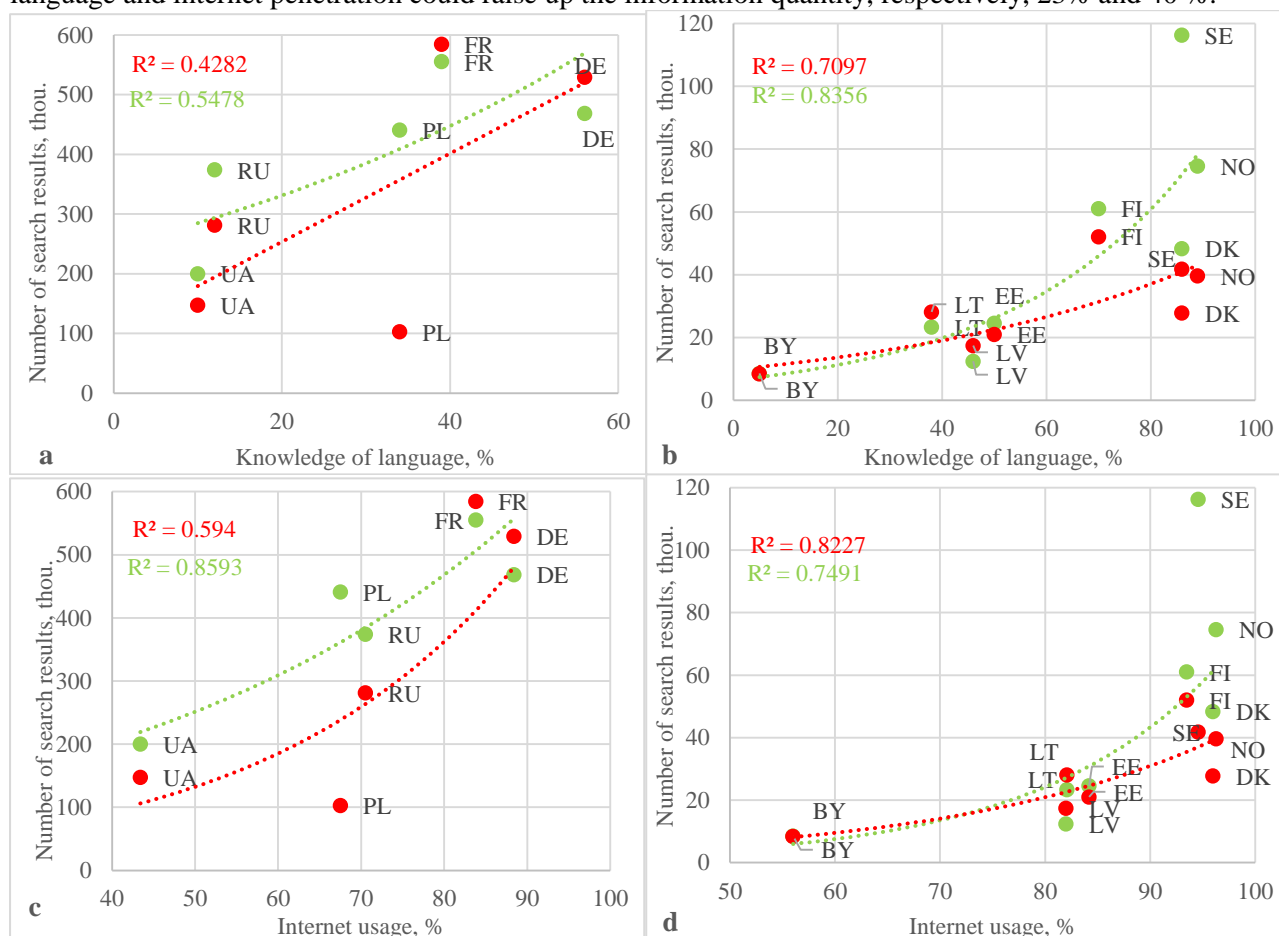 language and internet penetration could raise up the information quantity, respectively,
600
500
400
300
200
100
0
Number of search results, thou.
R² = 0.4282
R² = 0.5478
FR
FR
DE
DE
PL
RU
RU
UA
UA
PL
0 20 40 60
a Knowledge of language, %
120
100
80
60
40
20
0
Number of search results, thou.
R² = 0.7097
R² = 0.8356
SE
NO
FI
FI
DK
SE
NO
DK
LT
EE
LT
EE
LV
LV
BY
BY
0 20 40 60 80 100
b Knowledge of language, %
600
500
400
300
200
100
0
Number of search results, thou.
R² = 0.594
R² = 0.8593
FR
FR
DE
DE
PL
RU
RU
UA
UA
PL
40 50 60 70 80 90 100
c Internet usage, %
120
100
80
60
40
20
0
Number of search results, thou.
R² = 0.8227
R² = 0.7491
SE
NO
FI
FI
DK
SE
NO
DK
LT
LT
EE
EE
LV
LV
BY
BY
50 60 70 80 90 100
d Internet usage, %